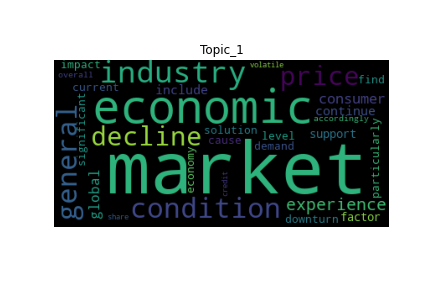 Topic_1
impact
overall
current
industry
include
volatile
price
find
consumer
continue
accordingly
economic
general
significant
decline
solution
cause
level
demand
support
particularly
global
economy
market
credit
share
condition
experience
downturn
factor